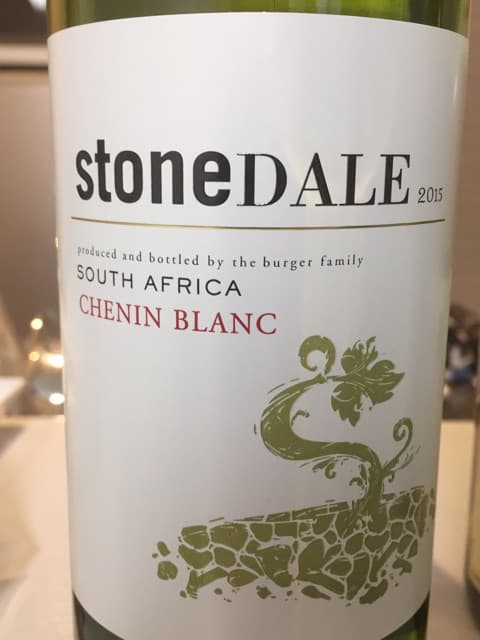 stoneDALE 2015
produced and bottled by the burger family
SOUTH AFRICA
CHENIN BLANC